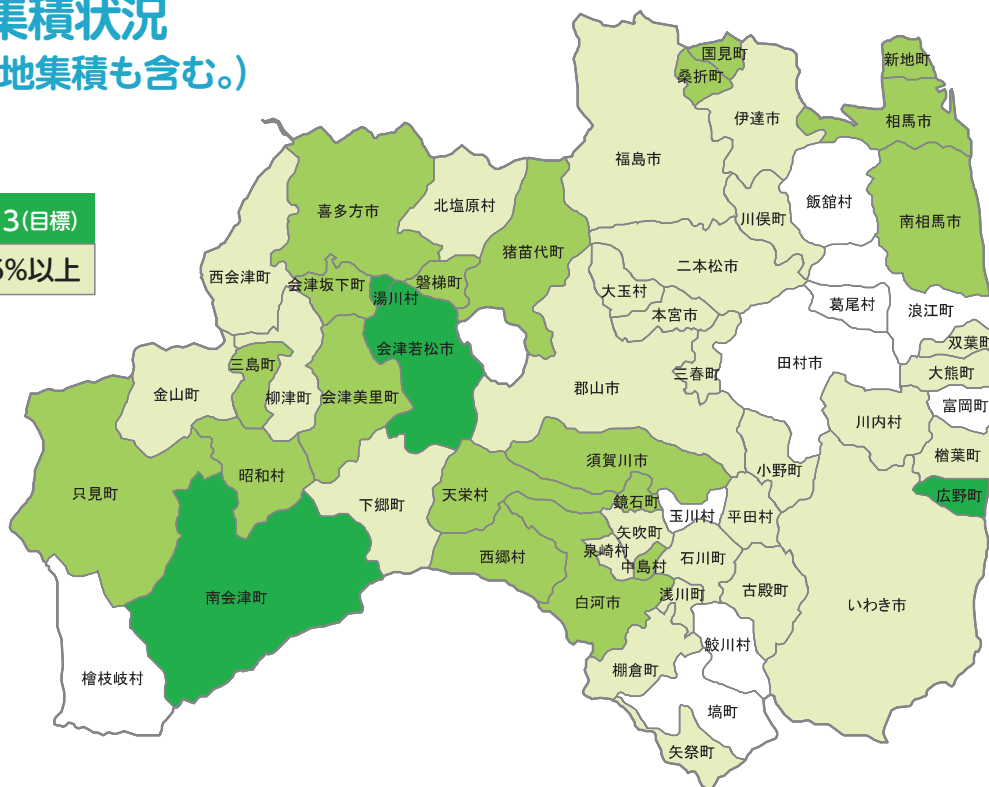 集積状況
地集積も含む。)
3(目標)
%以上
国見町
桑折町
新地町
伊達市
相馬市
福島市
飯舘村
喜多方市
北塩原村
川俣町
南相馬市
猪苗代町
二本松市
西会津町
会津坂下町
磐梯町
湯川村
大玉村
葛尾村
浪江町
本宮市
双葉町
会津若松市
田村市
三島町
三春町
大熊町
金山町
柳津町
会津美里町
郡山市
富岡町
川内村
楢葉町
須賀川市
小野町
昭和村
只見町
天栄村
下郷町
広野町
鏡石町
玉川村
平田村
矢吹町
泉崎村
西郷村
中島村
石川町
南会津町
白河市
浅川町
古殿町
いわき市
鮫川村
棚倉町
檜枝岐村
塙町
矢祭町